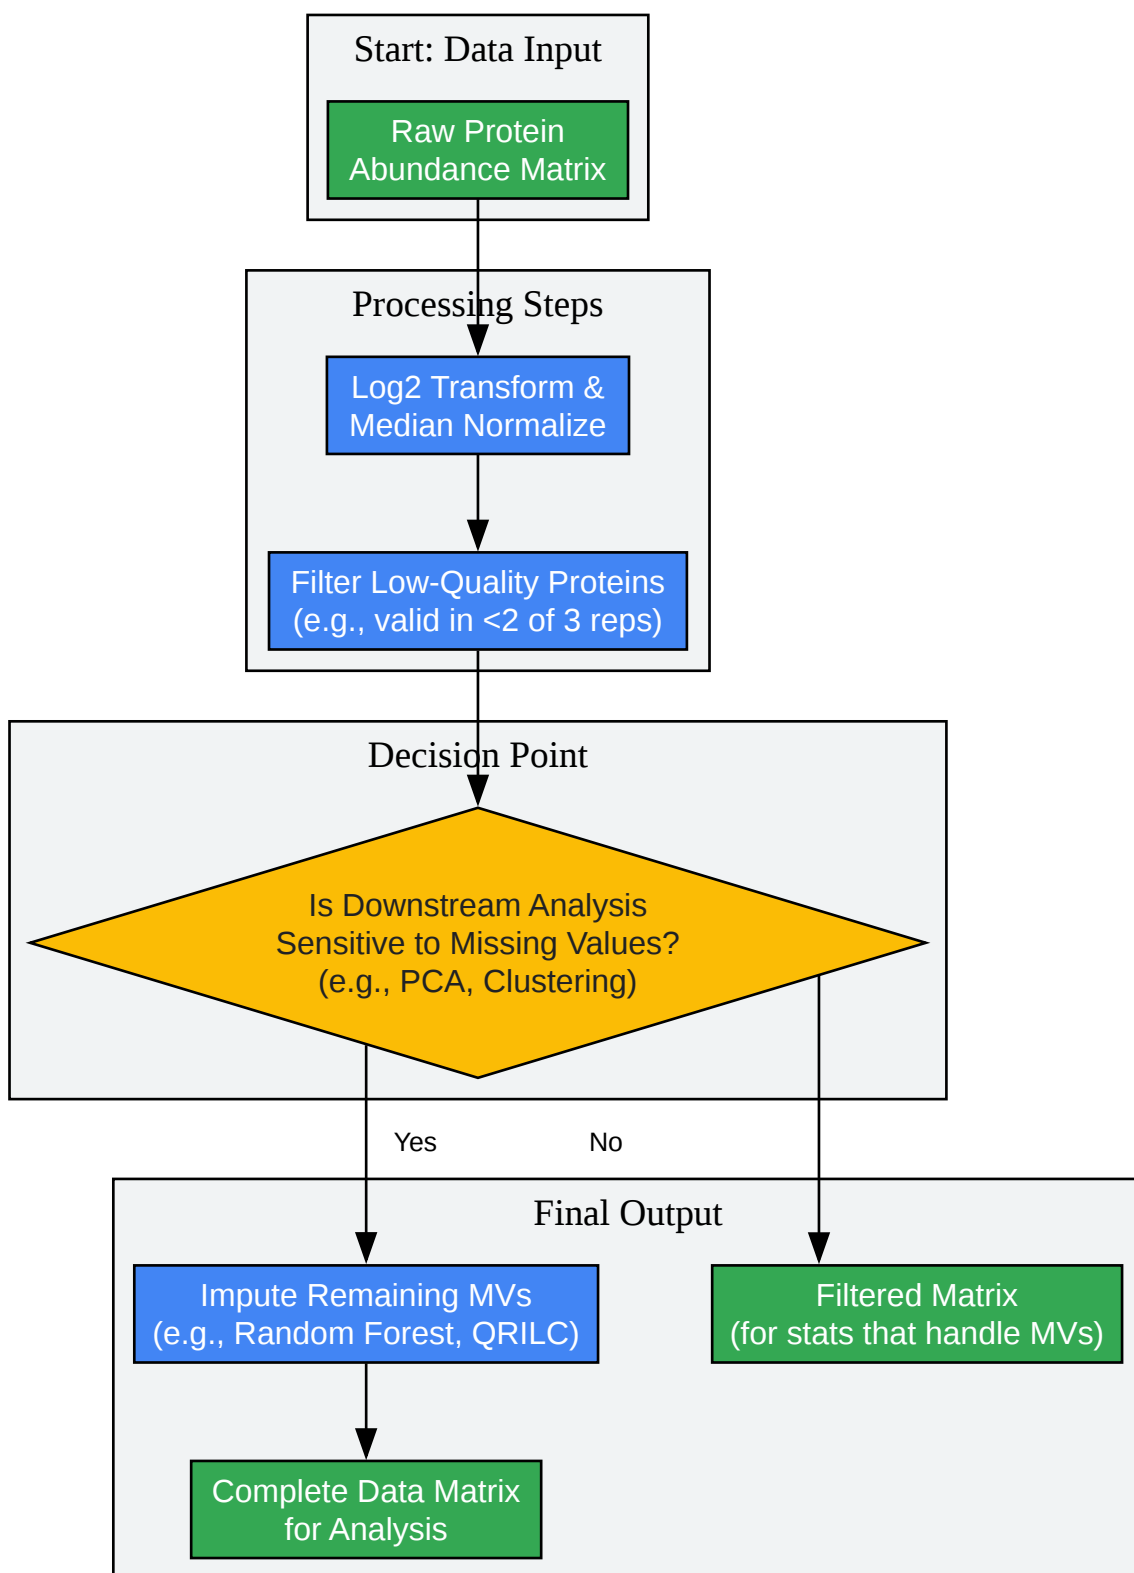 Start: Data Input
Raw Protein
Abundance Matrix
Processing Steps
Log2 Transform &
Median Normalize
Filter Low-Quality Proteins
(e.g., valid in <2 of 3 reps)
Decision Point
Is Downstream Analysis
Sensitive to Missing Values?
(e.g., PCA, Clustering)
Yes
No
Final Output
Impute Remaining MVs
(e.g., Random Forest, QRILC)
Filtered Matrix
(for stats that handle MVs)
Complete Data Matrix
for Analysis